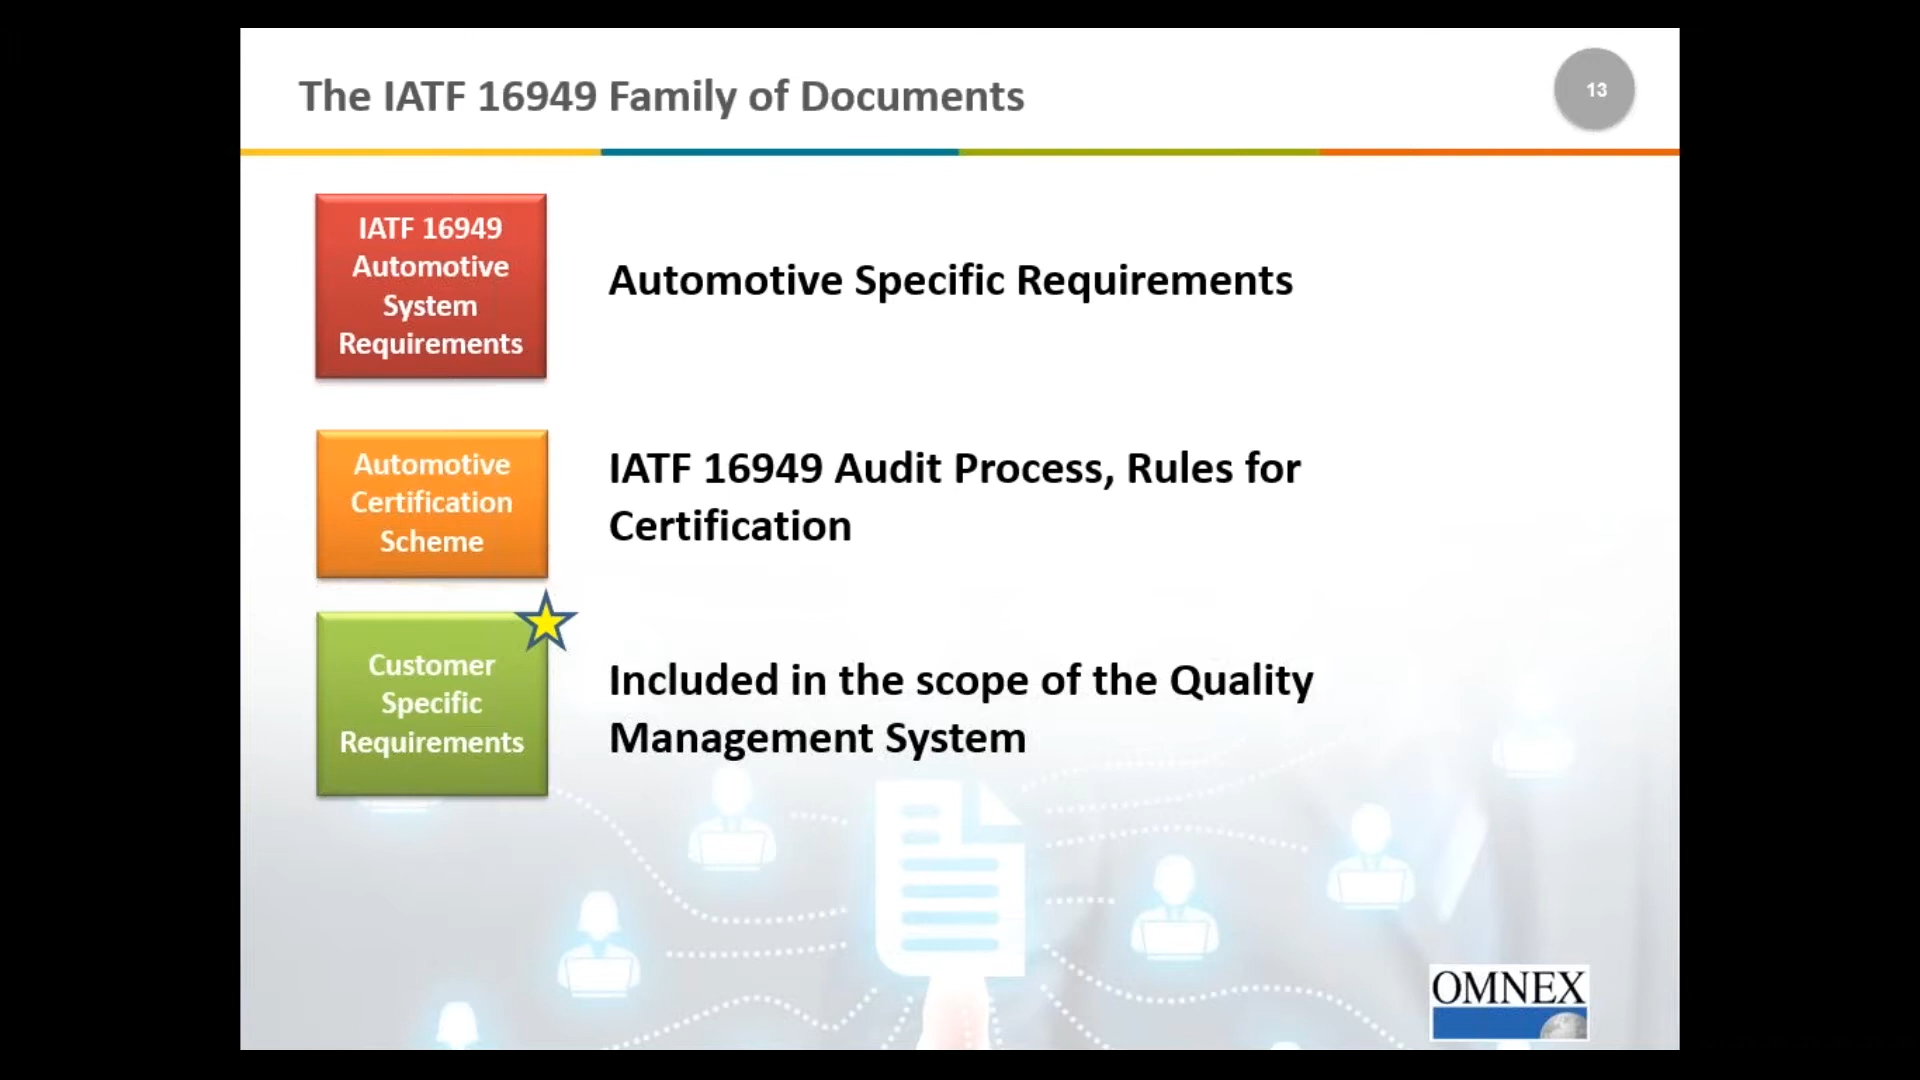 The IATF 16949 Family of Documents
13
IATF 16949
Automotive
System
Requirements
Automotive Specific Requirements
Automotive
Certification
Scheme
IATF 16949 Audit Process, Rules for
Certification
Customer
Specific
Requirements
Included in the scope of the Quality
Management System
OMNEX